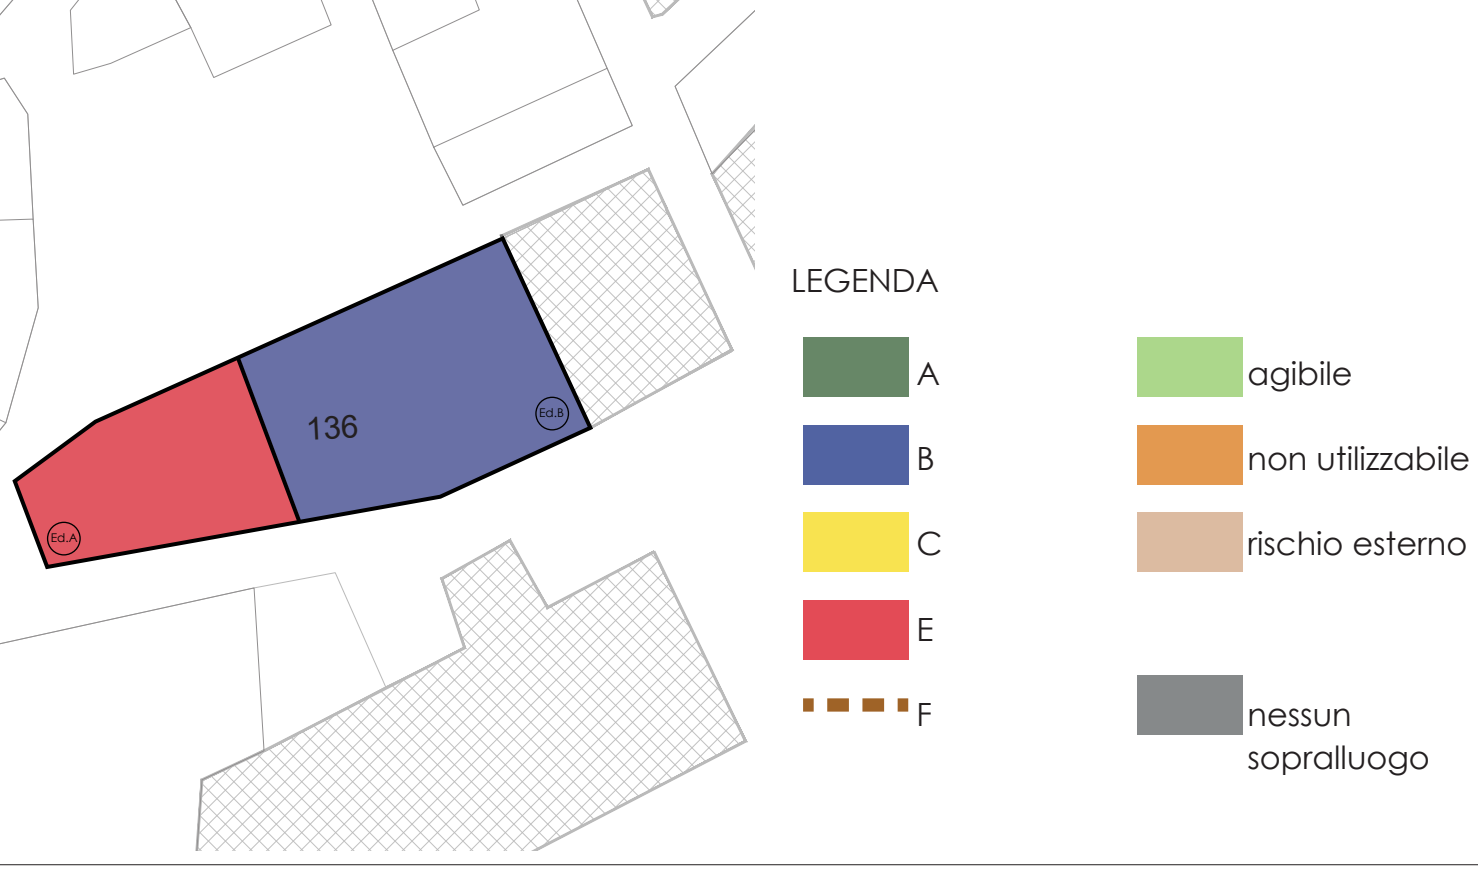 136
Ed.B
Ed.A
LEGENDA
A
B
C
E
F
agibile
non utilizzabile
rischio esterno
nessun
sopralluogo